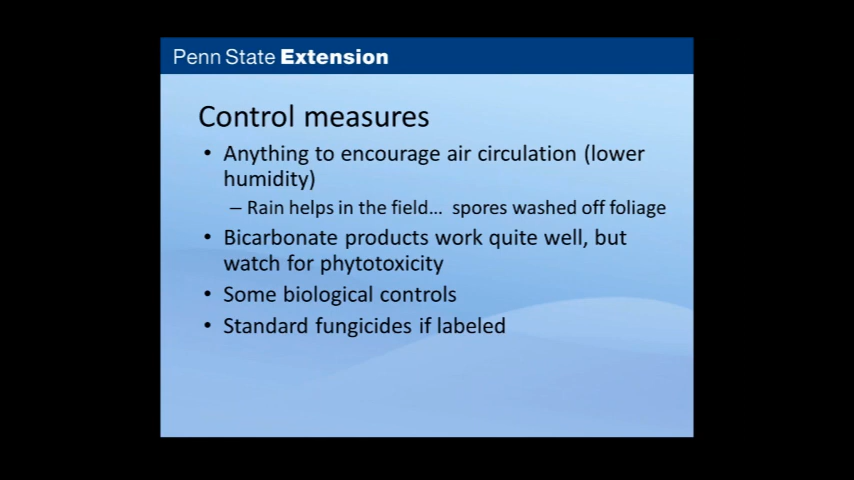 Penn State Extension
Control measures
• Anything to encourage air circulation (lower
humidity)
– Rain helps in the field… spores washed off foliage
• Bicarbonate products work quite well, but
watch for phytotoxicity
• Some biological controls
• Standard fungicides if labeled